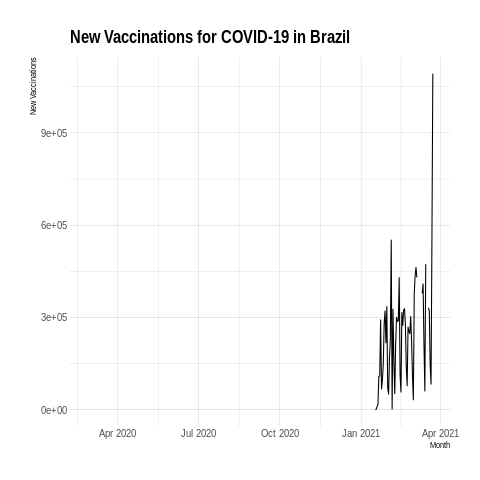 New Vaccinations for COVID-19 in Brazil
New Vaccinations
9e+05
6e+05
3e+05
0e+00
Apr 2020 Jul 2020 Oct 2020 Jan 2021 Apr 2021
Month